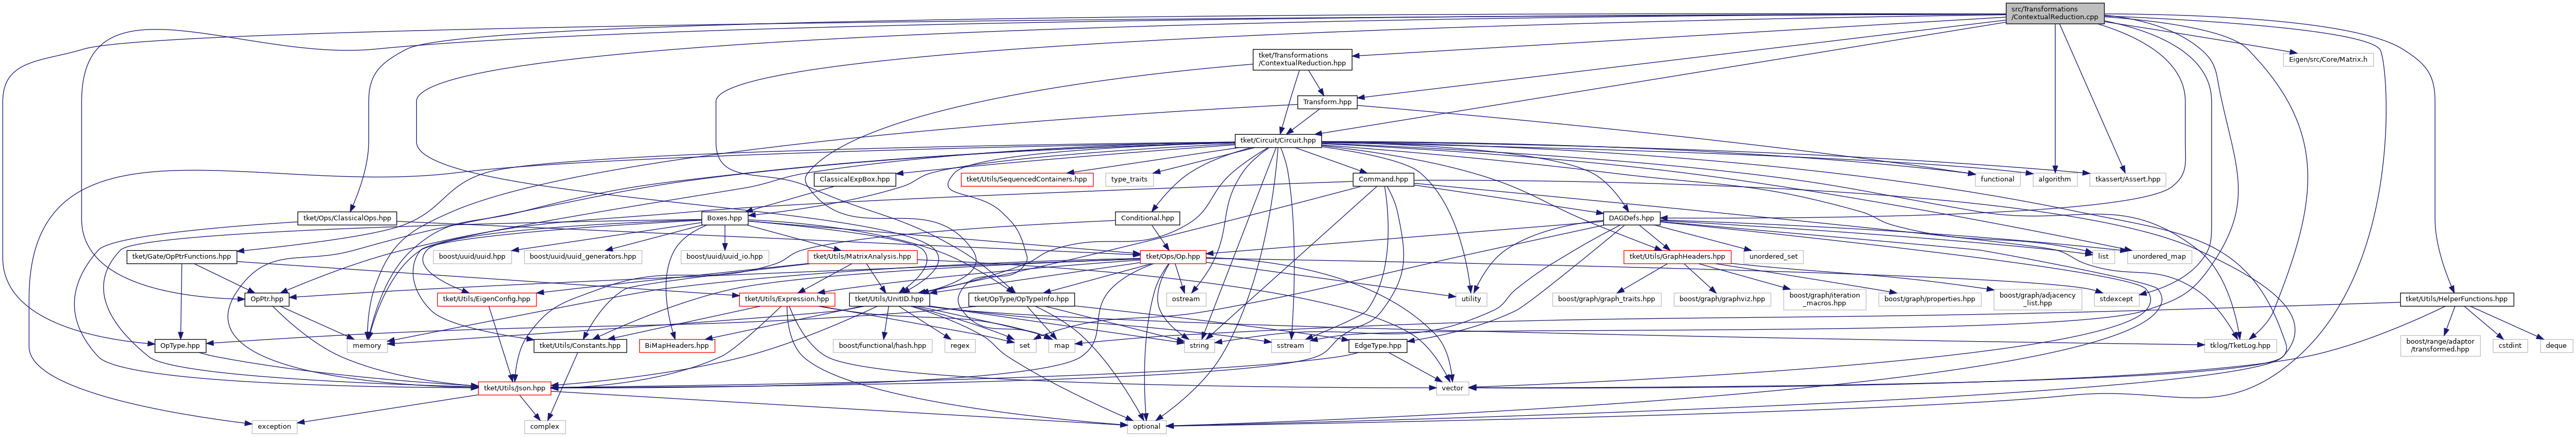 src/Transformations
/ContextualReduction.cpp
tket/Transformations
/ContextualReduction.hpp
Eigen/src/Core/Matrix.h
Transform.hpp
tket/Circuit/Circuit.hpp
ClassicalExpBox.hpp
tket/Utils/SequencedContainers.hpp
type_traits
Command.hpp
functional
algorithm
tkassert/Assert.hpp
tket/Ops/ClassicalOps.hpp
Boxes.hpp
Conditional.hpp
DAGDefs.hpp
tket/Gate/OpPtrFunctions.hpp
boost/uuid/uuid.hpp
boost/uuid/uuid_generators.hpp
boost/uuid/uuid_io.hpp
tket/Utils/MatrixAnalysis.hpp
tket/Ops/Op.hpp
tket/Utils/GraphHeaders.hpp
unordered_set
list
unordered_map
OpPtr.hpp
tket/Utils/EigenConfig.hpp
tket/Utils/Expression.hpp
tket/Utils/UnitID.hpp
tket/OpType/OpTypeInfo.hpp
ostream
utility
boost/graph/graph_traits.hpp
boost/graph/graphviz.hpp
boost/graph/iteration
_macros.hpp
boost/graph/properties.hpp
boost/graph/adjacency
_list.hpp
stdexcept
tket/Utils/HelperFunctions.hpp
OpType.hpp
memory
tket/Utils/Constants.hpp
BiMapHeaders.hpp
boost/functional/hash.hpp
regex
set
map
string
sstream
EdgeType.hpp
tklog/TketLog.hpp
boost/range/adaptor
/transformed.hpp
cstdint
deque
tket/Utils/Json.hpp
vector
exception
complex
optional